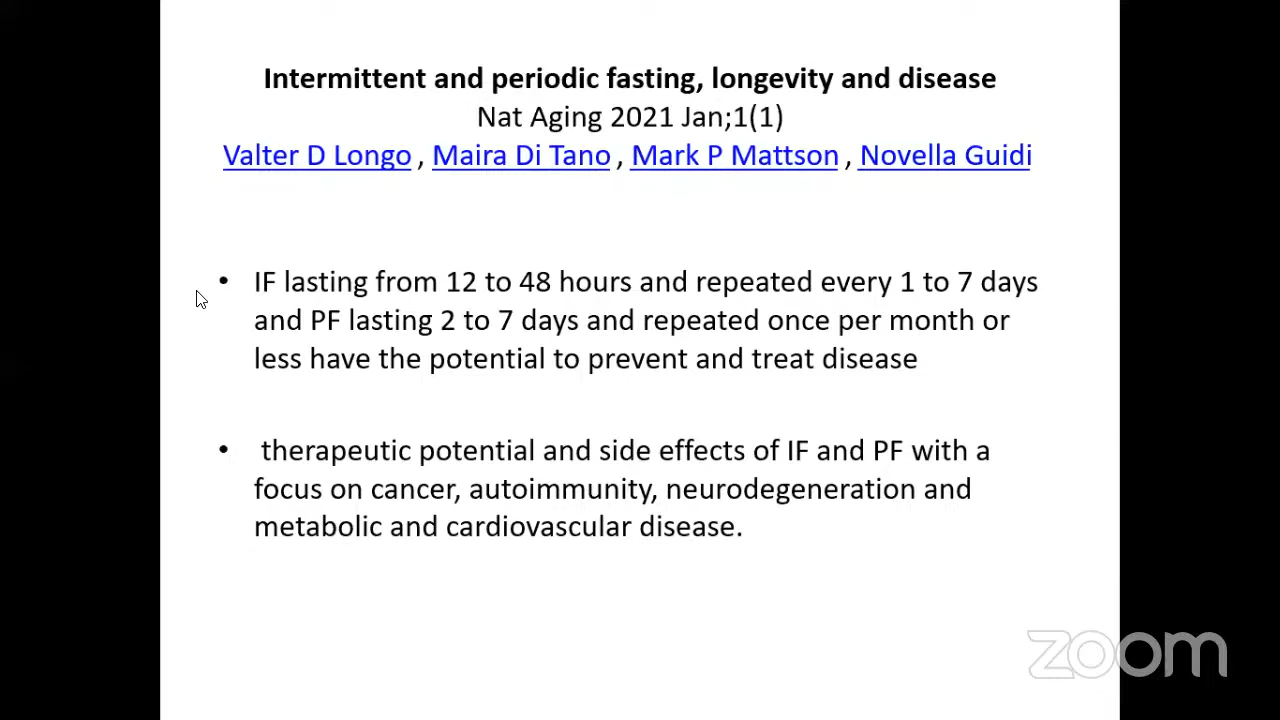 Intermittent and periodic fasting, longevity and disease
Nat Aging 2021 Jan;1(1)
Valter D Longo , Maira Di Tano , Mark P Mattson , Novella Guidi
• IF lasting from 12 to 48 hours and repeated every 1 to 7 days
and PF lasting 2 to 7 days and repeated once per month or
less have the potential to prevent and treat disease
• therapeutic potential and side effects of IF and PF with a
focus on cancer, autoimmunity, neurodegeneration and
metabolic and cardiovascular disease.
zoom